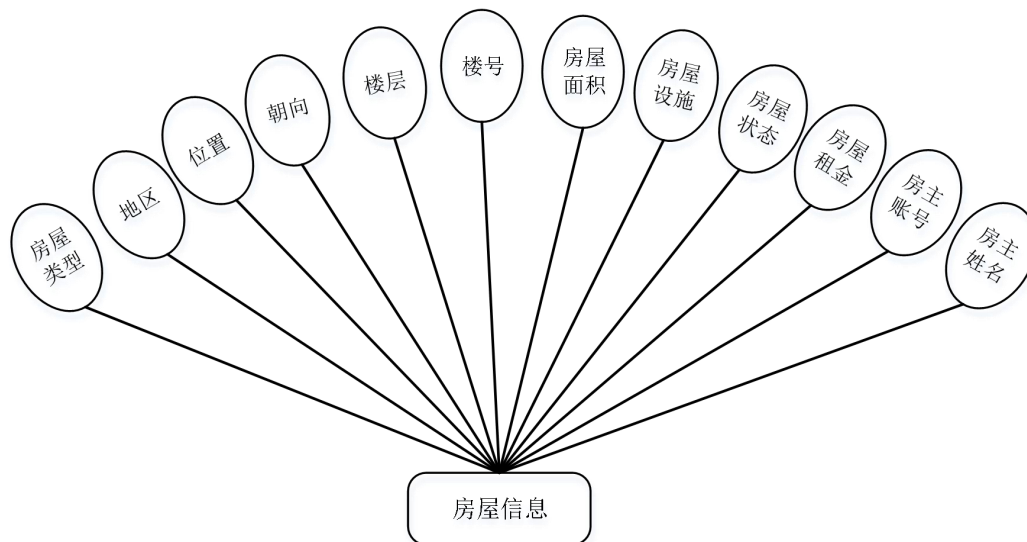 房屋
类型
地区
位置
朝向
楼层
楼号
房屋
面积
房屋
设施
房屋
状态
房屋
租金
房主
账号
房主
姓名
房屋信息